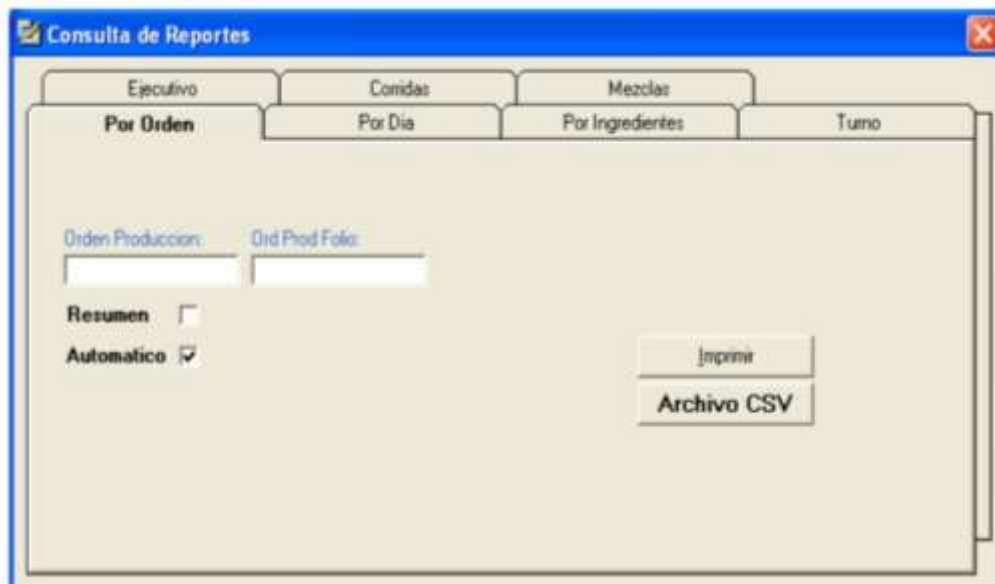 Consulta de Reportes
Ejecutivo Corridas Mezclas
Por Orden Por Dia Por Ingredientes Turno
Orden Produccion: Ord Prod Folio:
Resumen
Automatico
Imprimir
Archivo CSV